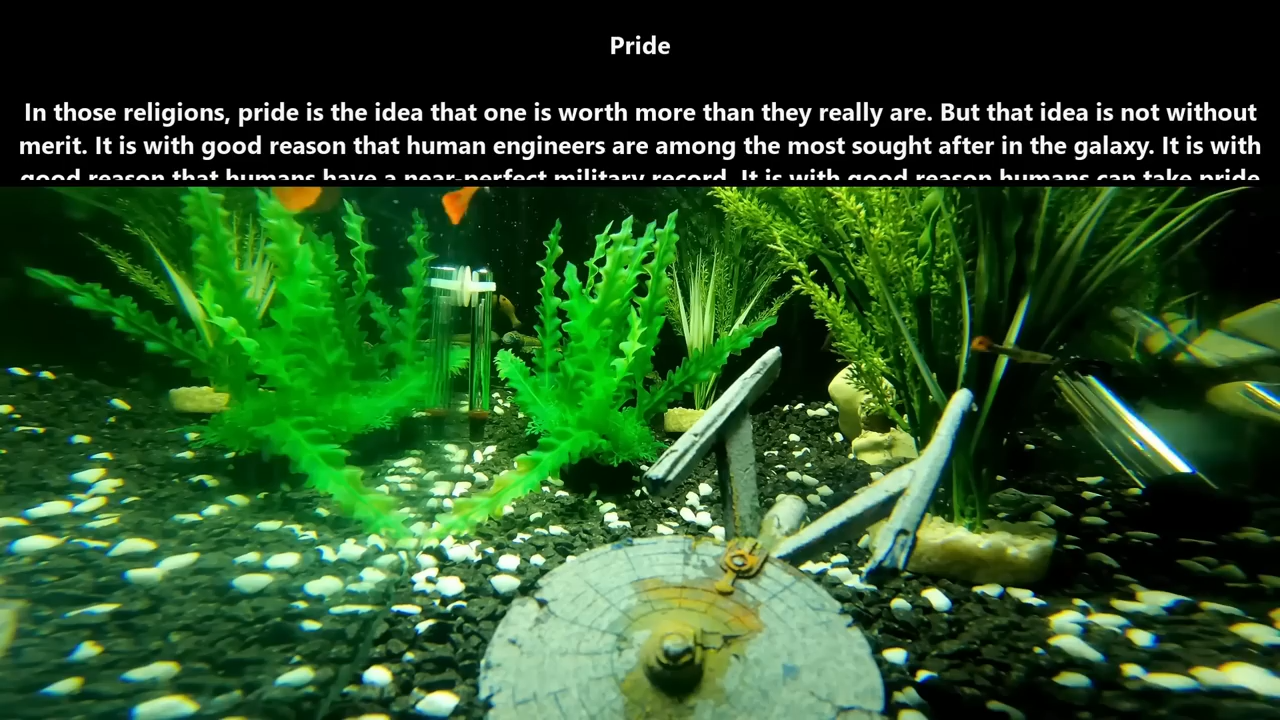 Pride
In those religions, pride is the idea that one is worth more than they really are. But that idea is not without
merit. It is with good reason that human engineers are among the most sought after in the galaxy. It is with
good reason that humans have a near-perfect military record. It is with good reason humans can take pride